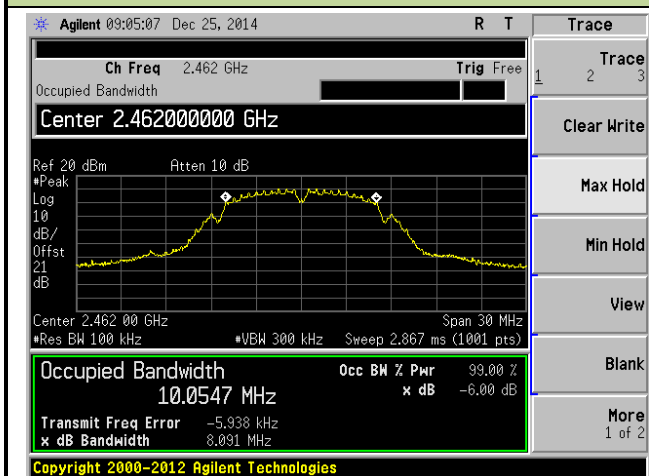 Agilent 09:05:07 Dec 25, 2014 R T
Trace
Ch Freq 2.462 GHz Trig Free
Occupied Bandwidth
Center 2.462000000 GHz
Ref 20 dBm Atten 10 dB
#Peak
Log
10
dB/
Offst
21
dB
Center 2.462 00 GHz Span 30 MHz
#Res BW 100 kHz #VBW 300 kHz Sweep 2.867 ms (1001 pts)
Occupied Bandwidth Occ BW % Pwr 99.00 %
10.0547 MHz x dB -6.00 dB
Transmit Freq Error -5.938 kHz
x dB Bandwidth 8.091 MHz
Copyright 2000-2012 Agilent Technologies
Trace
1 2 3
Clear Write
Max Hold
Min Hold
View
Blank
More
1 of 2